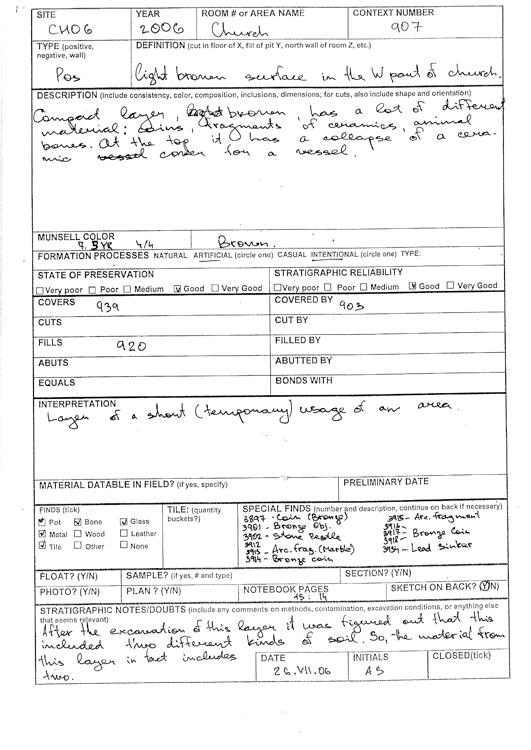 SITE YEAR ROOM # or AREA NAME CONTEXT NUMBER
CHO6 2006 Church 907
TYPE (positive, negative, wall) DEFINITION (cut in floor of X, fill of pit Y, north wall of room Z, etc.)
Pos light brown surface in the W part of church.
DESCRIPTION (include consistency, color, composition, inclusions, dimensions; for cuts, also include shape and orientation)
Compact layer, brown, has a lot of different
material: coins, fragments of ceramics, animal
bones. At the top it has a collapse of a cera-
mic vessel cover for a vessel.
MUNSELL COLOR
7.5YR 4/4 Brown.
FORMATION PROCESSES NATURAL ARTIFICIAL (circle one) CASUAL INTENTIONAL (circle one) TYPE:
STATE OF PRESERVATION STRATIGRAPHIC RELIABILITY
Very poor Poor Medium Good Very Good Very poor Poor Medium Good Very Good
COVERS 939 COVERED BY 903
CUTS CUT BY
FILLS 920 FILLED BY
ABUTS ABUTTED BY
EQUALS BONDS WITH
INTERPRETATION
Layer of a short (temporary) usage of an area.
MATERIAL DATABLE IN FIELD? (if yes, specify) PRELIMINARY DATE
FINDS (tick) TILE: (quantity buckets?) SPECIAL FINDS (number and description, continue on back if necessary)
Pot Bone Glass
Metal Wood Leather
Tile Other None
3897 - Coin (Bronze)
3901 - Bronze Obj.
3902 - Stone Beadle
3912
3913 - Arc. Frag. (Marble)
3914 - Bronze coin
3915 - Arc. Fragment
3916 -
3917 - Bronze Coin
3918 -
3934 - Lead Sinker
FLOAT? (Y/N) SAMPLE? (if yes, # and type) SECTION? (Y/N)
PHOTO? (Y/N) PLAN? (Y/N) NOTEBOOK PAGES 15; 14 SKETCH ON BACK? (Y/N)
STRATIGRAPHIC NOTES/DOUBTS (include any comments on methods, contamination, excavation conditions, or anything else
that seems relevant)
After the excavation of this layer it was figured out that this
included two different kinds of soil. So, the material from
this layer in fact includes
two.
DATE INITIALS CLOSED(tick)
26.VII.06 AS